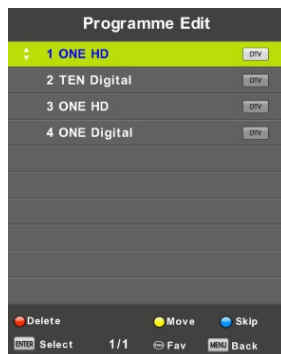 Programme Edit
1 ONE HD DTV
2 TEN Digital DTV
3 ONE HD DTV
4 ONE Digital DTV
Delete Move Skip
ENTER Select 1/1 Fav MENU Back